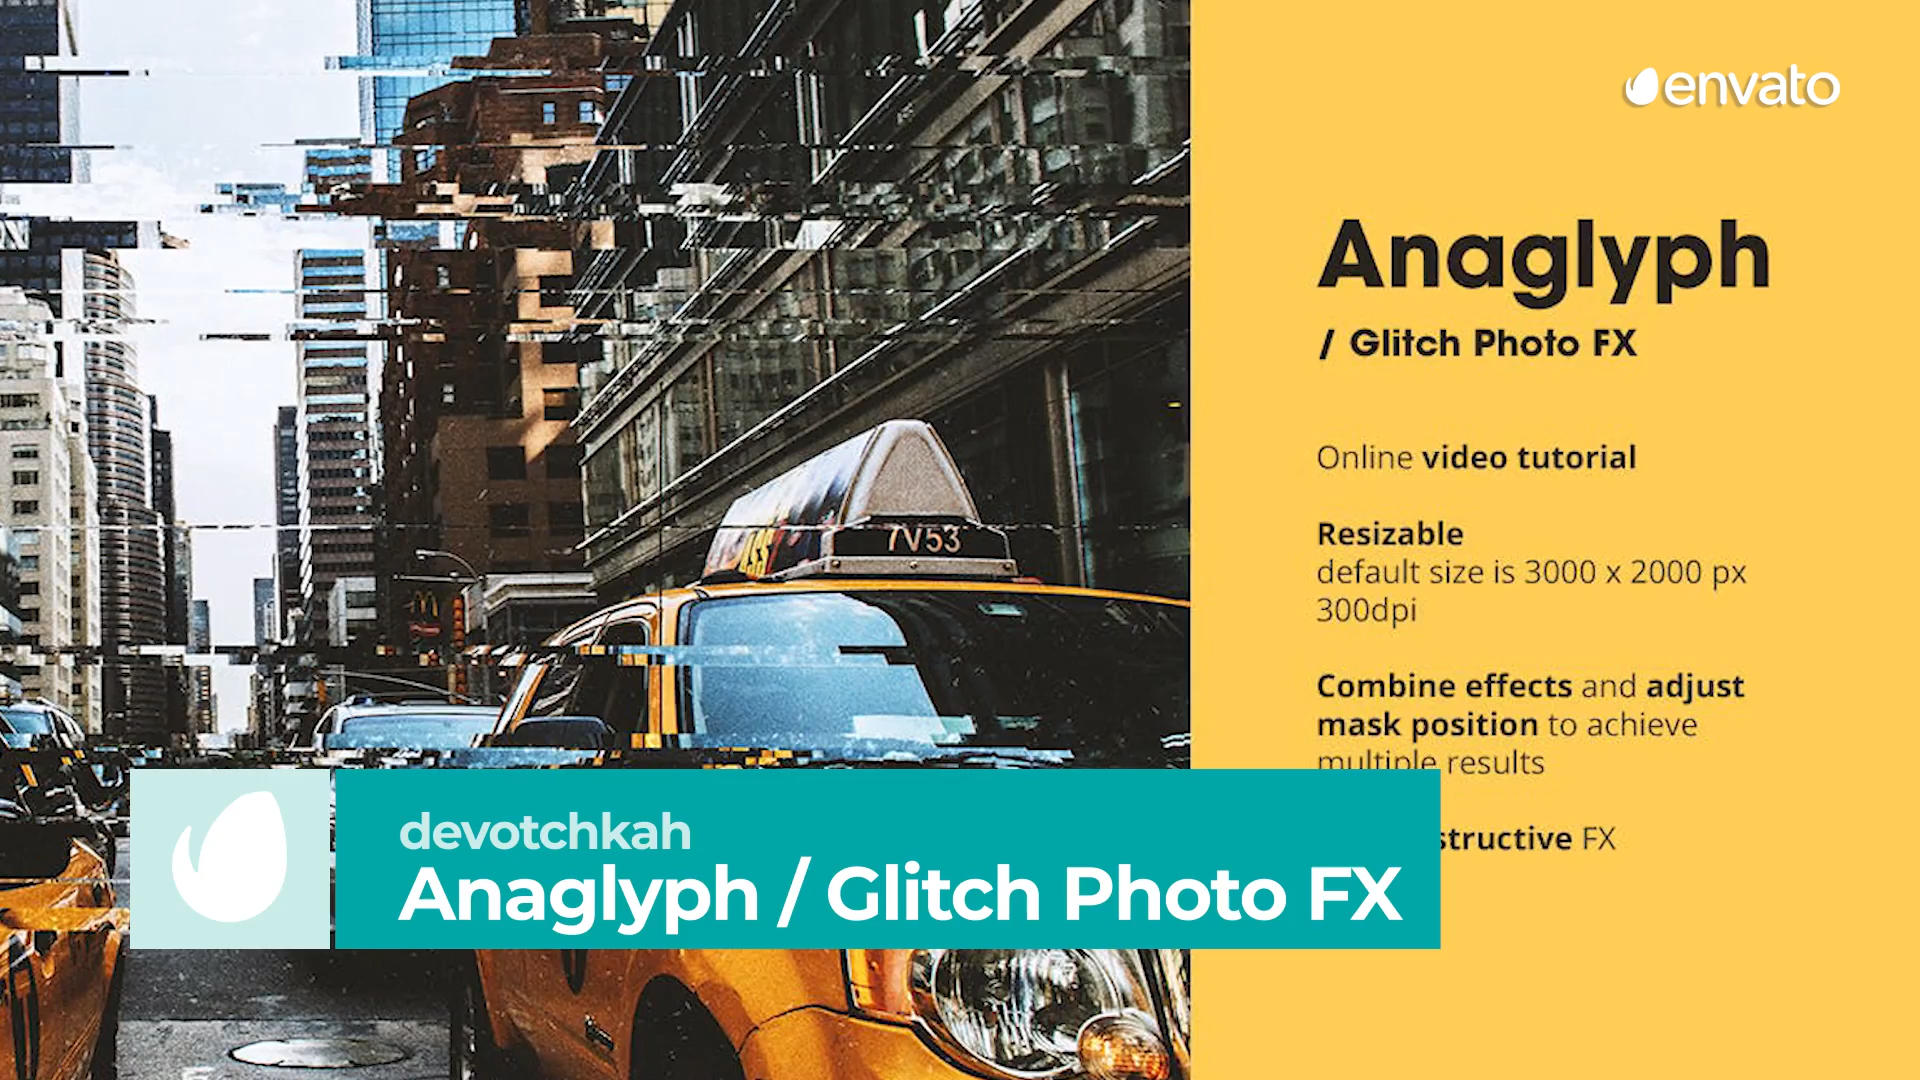 envato
Anaglyph
/ Glitch Photo FX
Online video tutorial
Resizable
default size is 3000 x 2000 px
300dpi
Combine effects and adjust
mask position to achieve
multiple results
structive FX
7V53
devotchkah
Anaglyph / Glitch Photo FX